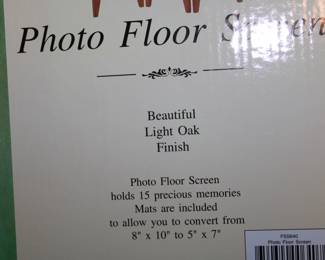 Photo Floor Screen
Beautiful
Light Oak
Finish
Photo Floor Screen
holds 15 precious memories
Mats are included
to allow you to convert from
8" x 10" to 5" x 7"
Photo Floor Screen